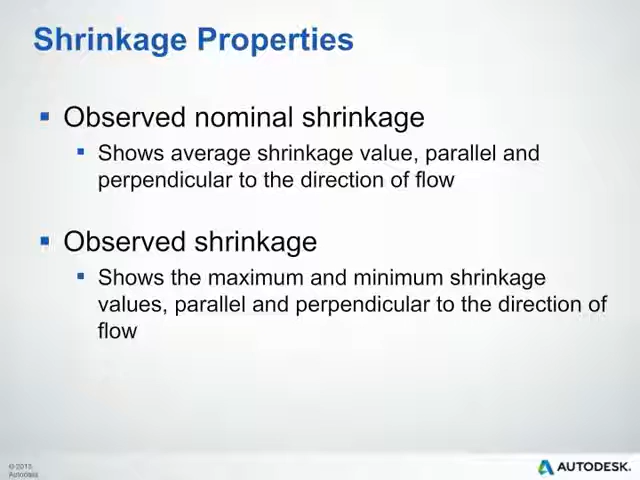 Shrinkage Properties
Observed nominal shrinkage
Shows average shrinkage value, parallel and
perpendicular to the direction of flow
Observed shrinkage
Shows the maximum and minimum shrinkage
values, parallel and perpendicular to the direction of
flow
Autodesk
AUTODESK.